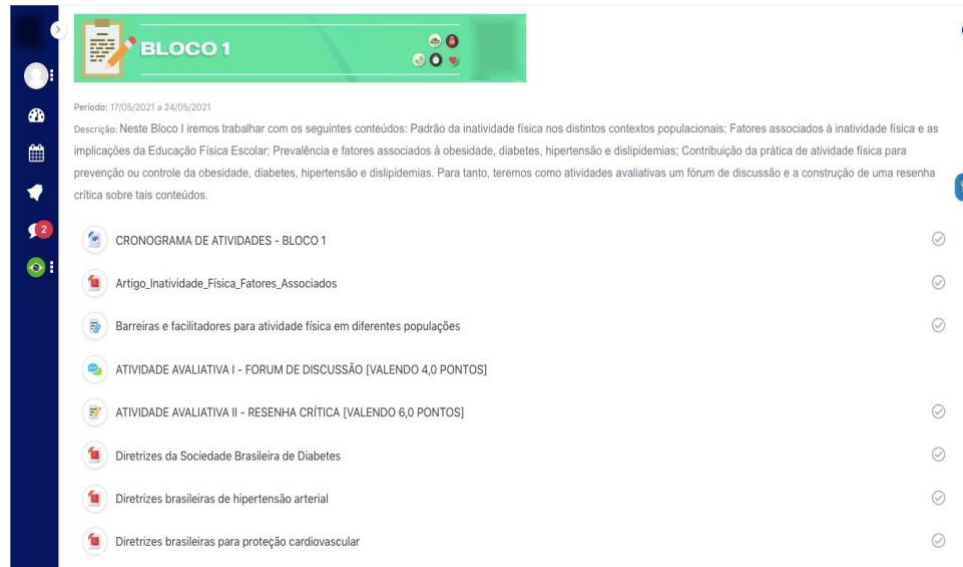 BLOCO 1
Período: 17/05/2021 a 24/05/2021
Descrição: Neste Bloco I iremos trabalhar com os seguintes conteúdos: Padrão da inatividade física nos distintos contextos populacionais; Fatores associados à inatividade física e as
implicações da Educação Física Escolar; Prevalência e fatores associados à obesidade, diabetes, hipertensão e dislipidemias; Contribuição da prática de atividade física para
prevenção ou controle da obesidade, diabetes, hipertensão e dislipidemias. Para tanto, teremos como atividades avaliativas um fórum de discussão e a construção de uma resenha
crítica sobre tais conteúdos.
2
CRONOGRAMA DE ATIVIDADES - BLOCO 1
Artigo_Inatividade_Física_Fatores_Associados
Barreiras e facilitadores para atividade física em diferentes populações
ATIVIDADE AVALIATIVA I - FORUM DE DISCUSSÃO [VALENDO 4,0 PONTOS]
ATIVIDADE AVALIATIVA II - RESENHA CRÍTICA [VALENDO 6,0 PONTOS]
Diretrizes da Sociedade Brasileira de Diabetes
Diretrizes brasileiras de hipertensão arterial
Diretrizes brasileiras para proteção cardiovascular